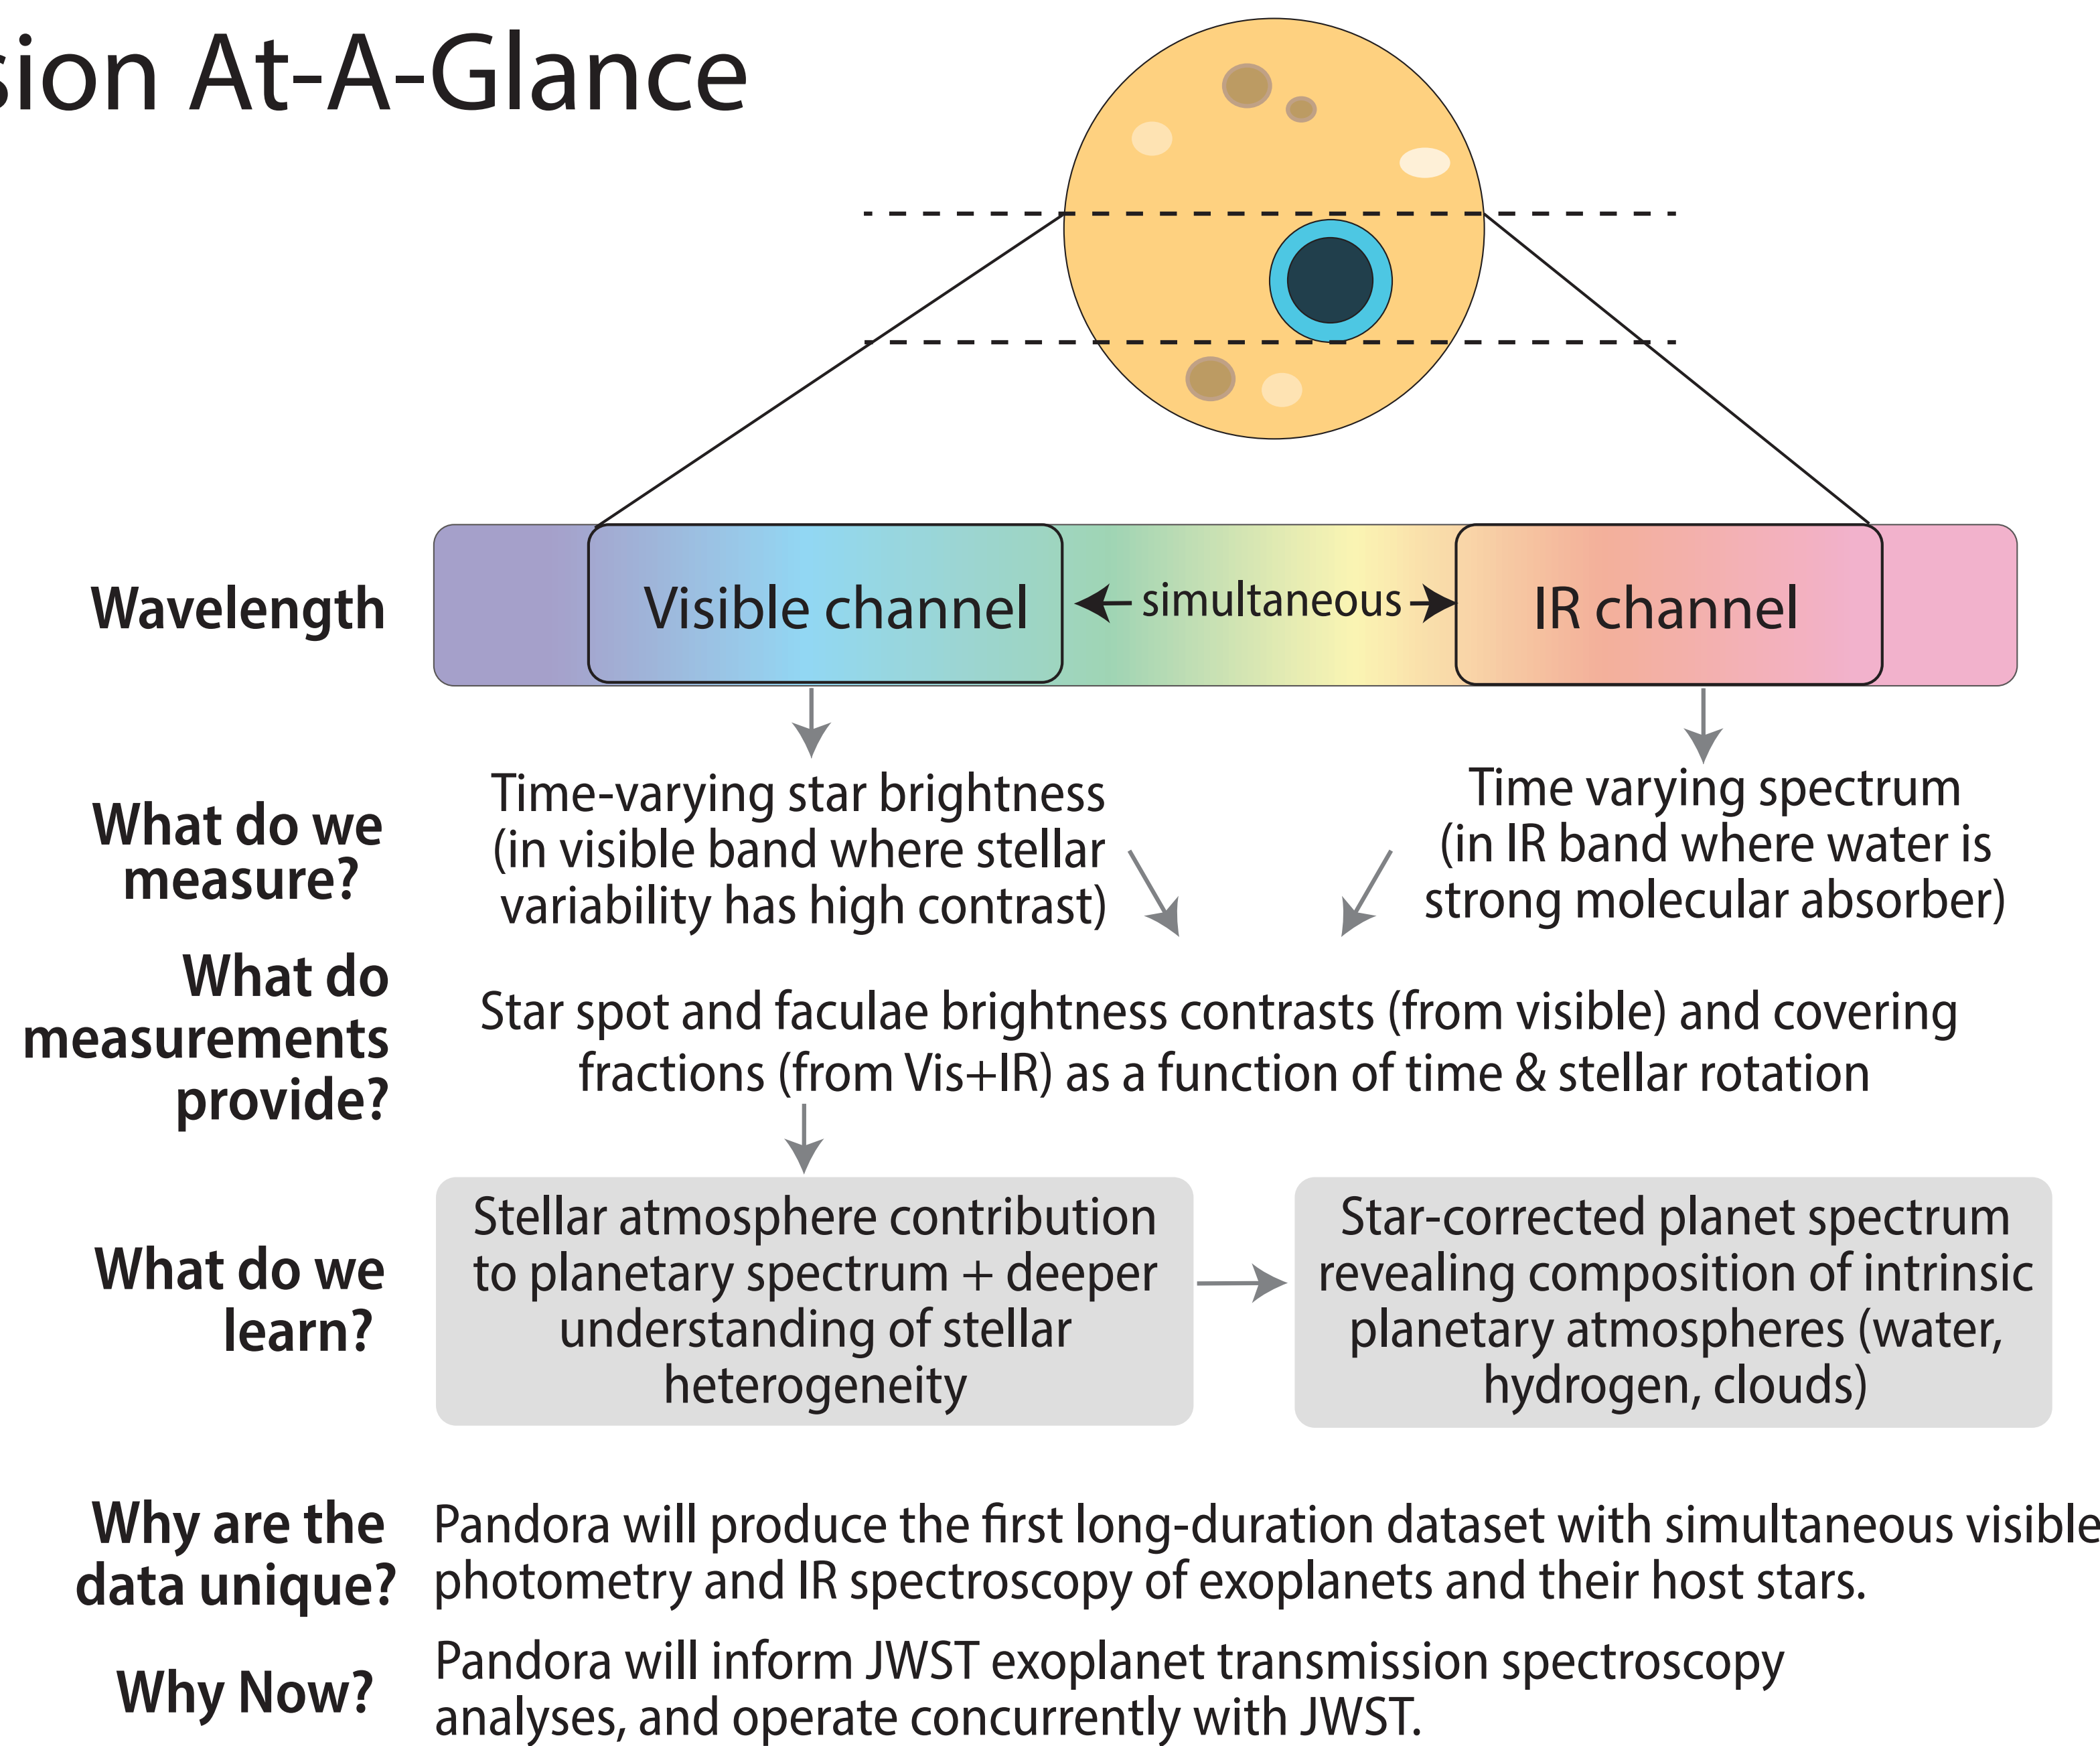 sion At-A-Glance
Wavelength
Visible channel
simultaneous
IR channel
What do we
measure?
Time-varying star brightness
(in visible band where stellar
variability has high contrast)
Time varying spectrum
(in IR band where water is
strong molecular absorber)
What do
measurements
provide?
Star spot and faculae brightness contrasts (from visible) and covering
fractions (from Vis+IR) as a function of time & stellar rotation
What do we
learn?
Stellar atmosphere contribution
to planetary spectrum + deeper
understanding of stellar
heterogeneity
Star-corrected planet spectrum
revealing composition of intrinsic
planetary atmospheres (water,
hydrogen, clouds)
Why are the
data unique?
Pandora will produce the first long-duration dataset with simultaneous visible
photometry and IR spectroscopy of exoplanets and their host stars.
Why Now?
Pandora will inform JWST exoplanet transmission spectroscopy
analyses, and operate concurrently with JWST.